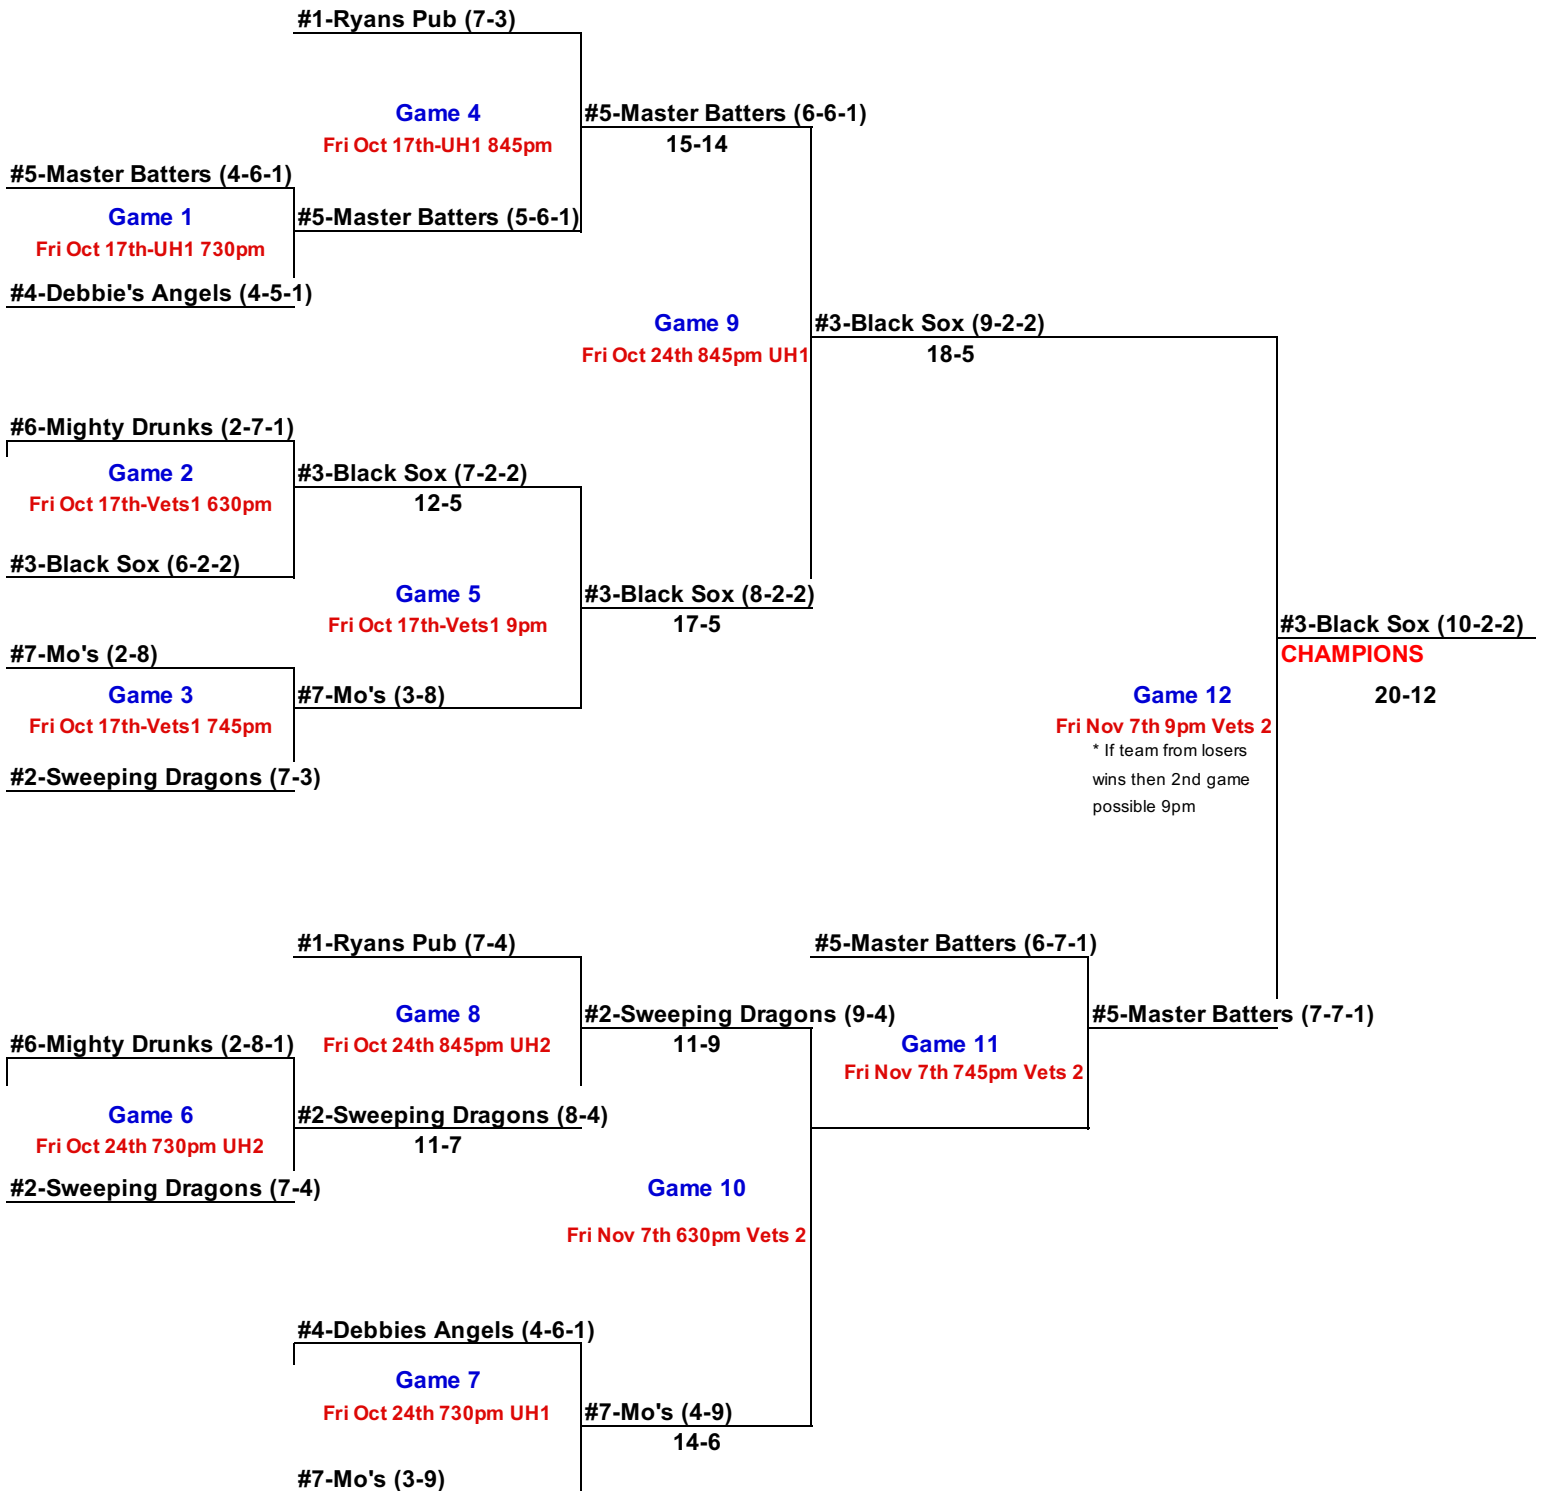 #1-Ryans Pub (7-3)
Game 4
#5-Master Batters (6-6-1)
Fri Oct 17th-UH1 845pm
15-14
#5-Master Batters (4-6-1)
Game 1
#5-Master Batters (5-6-1)
Fri Oct 17th-UH1 730pm
#4-Debbie's Angels (4-5-1)
Game 9
#3-Black Sox (9-2-2)
Fri Oct 24th 845pm UH1
18-5
#6-Mighty Drunks (2-7-1)
Game 2
#3-Black Sox (7-2-2)
Fri Oct 17th-Vets1 630pm
12-5
#3-Black Sox (6-2-2)
Game 5
#3-Black Sox (8-2-2)
Fri Oct 17th-Vets1 9pm
17-5
#3-Black Sox (10-2-2)
#7-Mo's (2-8)
CHAMPIONS
Game 3
#7-Mo's (3-8)
Game 12
20-12
Fri Oct 17th-Vets1 745pm
Fri Nov 7th 9pm Vets 2
* If team from losers
wins then 2nd game
possible 9pm
#2-Sweeping Dragons (7-3)
#1-Ryans Pub (7-4)
#5-Master Batters (6-7-1)
Game 8
#2-Sweeping Dragons (9-4)
#5-Master Batters (7-7-1)
#6-Mighty Drunks (2-8-1)
Fri Oct 24th 845pm UH2
11-9
Game 11
Fri Nov 7th 745pm Vets 2
Game 6
#2-Sweeping Dragons (8-4)
Fri Oct 24th 730pm UH2
11-7
#2-Sweeping Dragons (7-4)
Game 10
Fri Nov 7th 630pm Vets 2
#4-Debbies Angels (4-6-1)
Game 7
Fri Oct 24th 730pm UH1
#7-Mo's (4-9)
14-6
#7-Mo's (3-9)